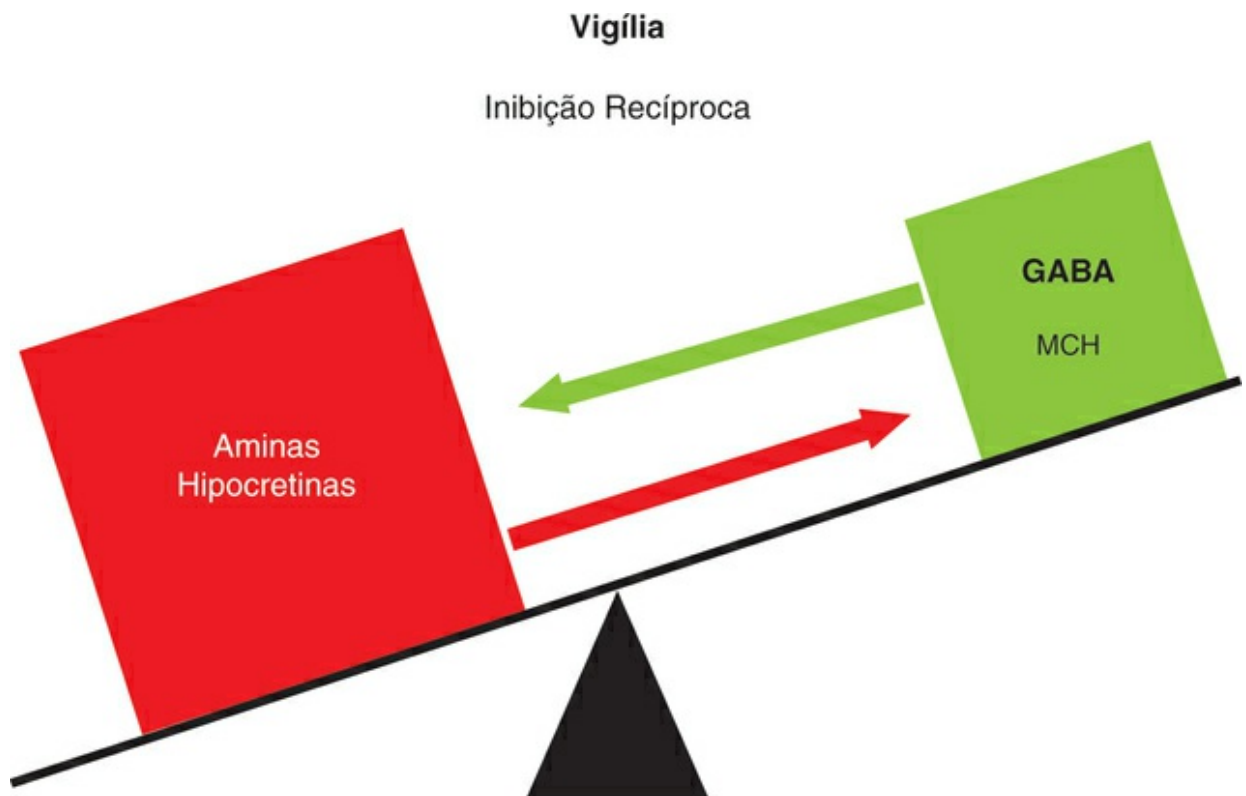 Vigília
Inibição Recíproca
GABA
MCH
Aminas
Hipocretinas